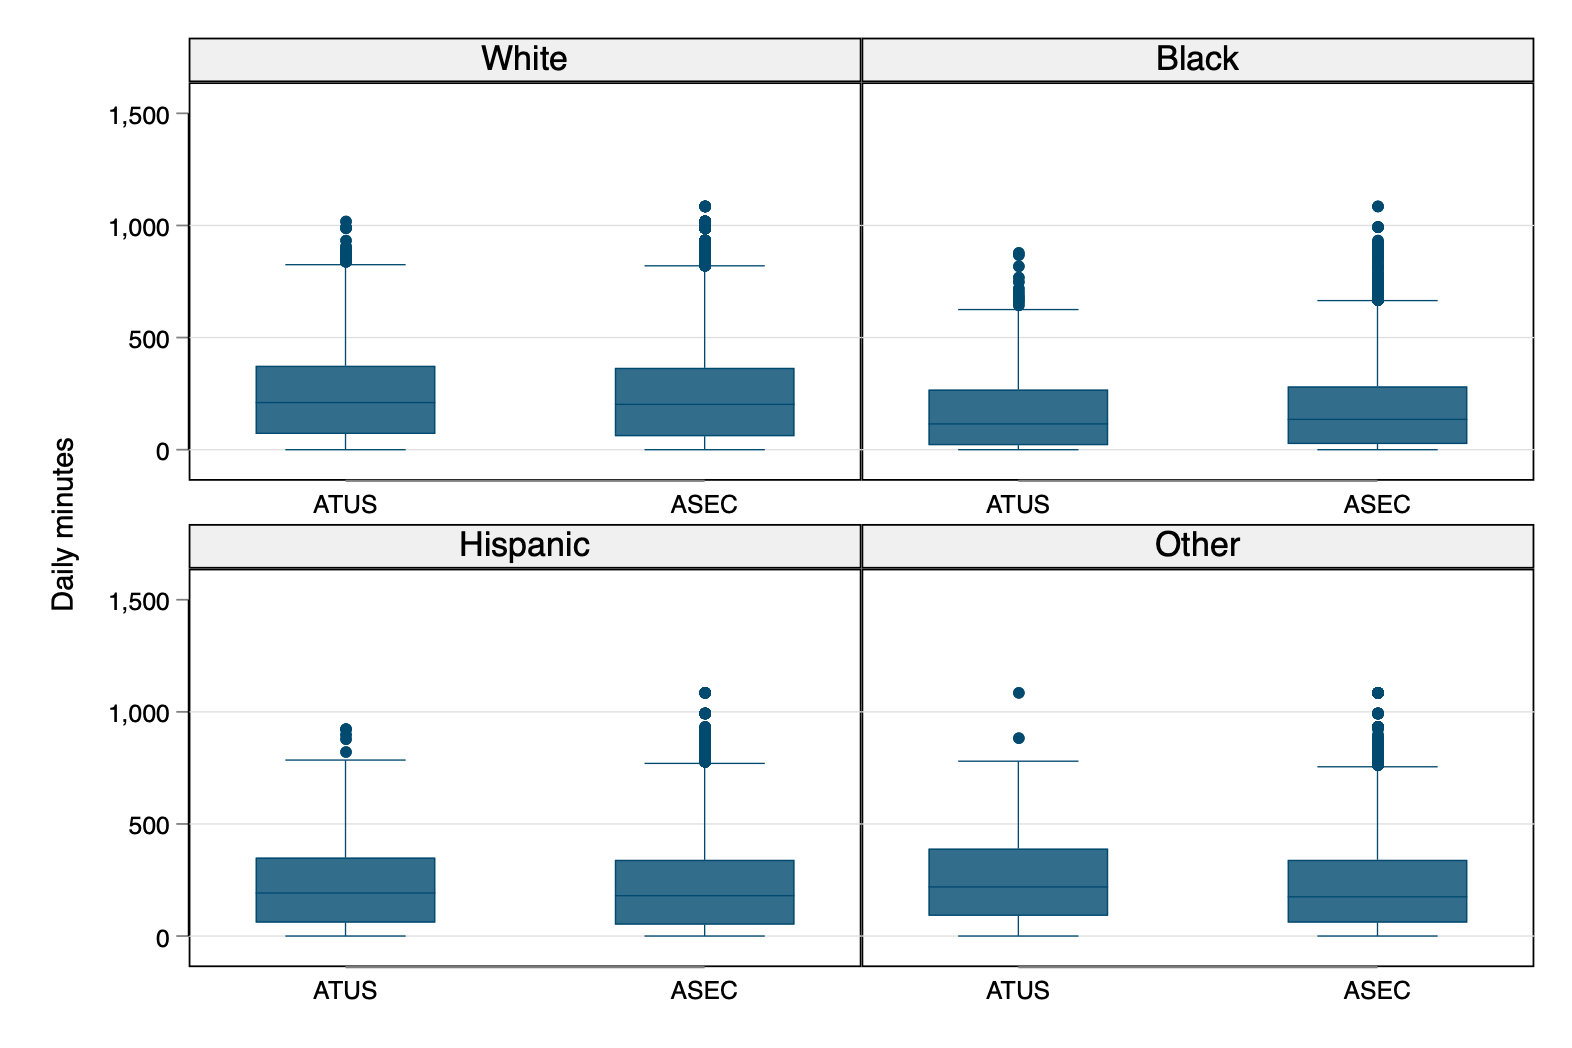 White
Black
1,500
1,000
500
0
ATUS
ASEC
ATUS
ASEC
Daily minutes
Hispanic
Other
1,500
1,000
500
0
ATUS
ASEC
ATUS
ASEC